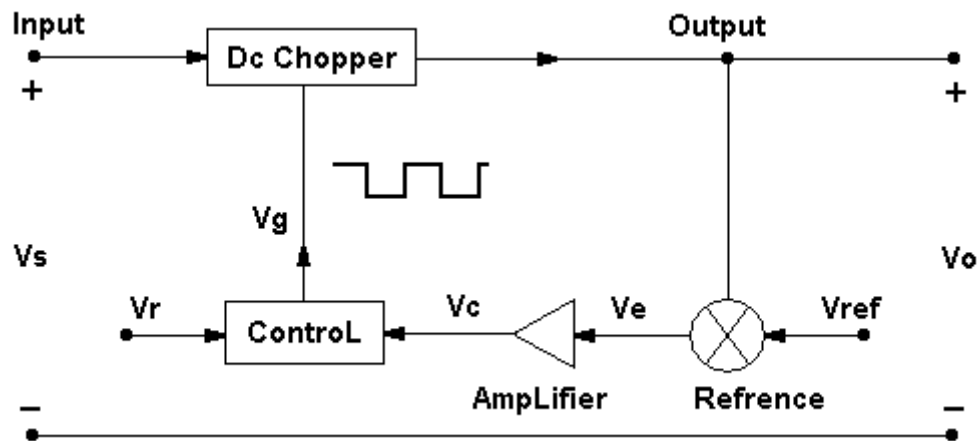 Input
Output
Dc Chopper
+
+
Vg
Vs
Vo
Vr
Vc
Ve
Vref
ControL
AmpLifier
Refrence
−
−